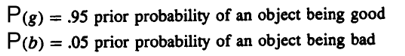 P(g) = .95 prior probability of an object being good
P(b) = .05 prior probability of an object being bad